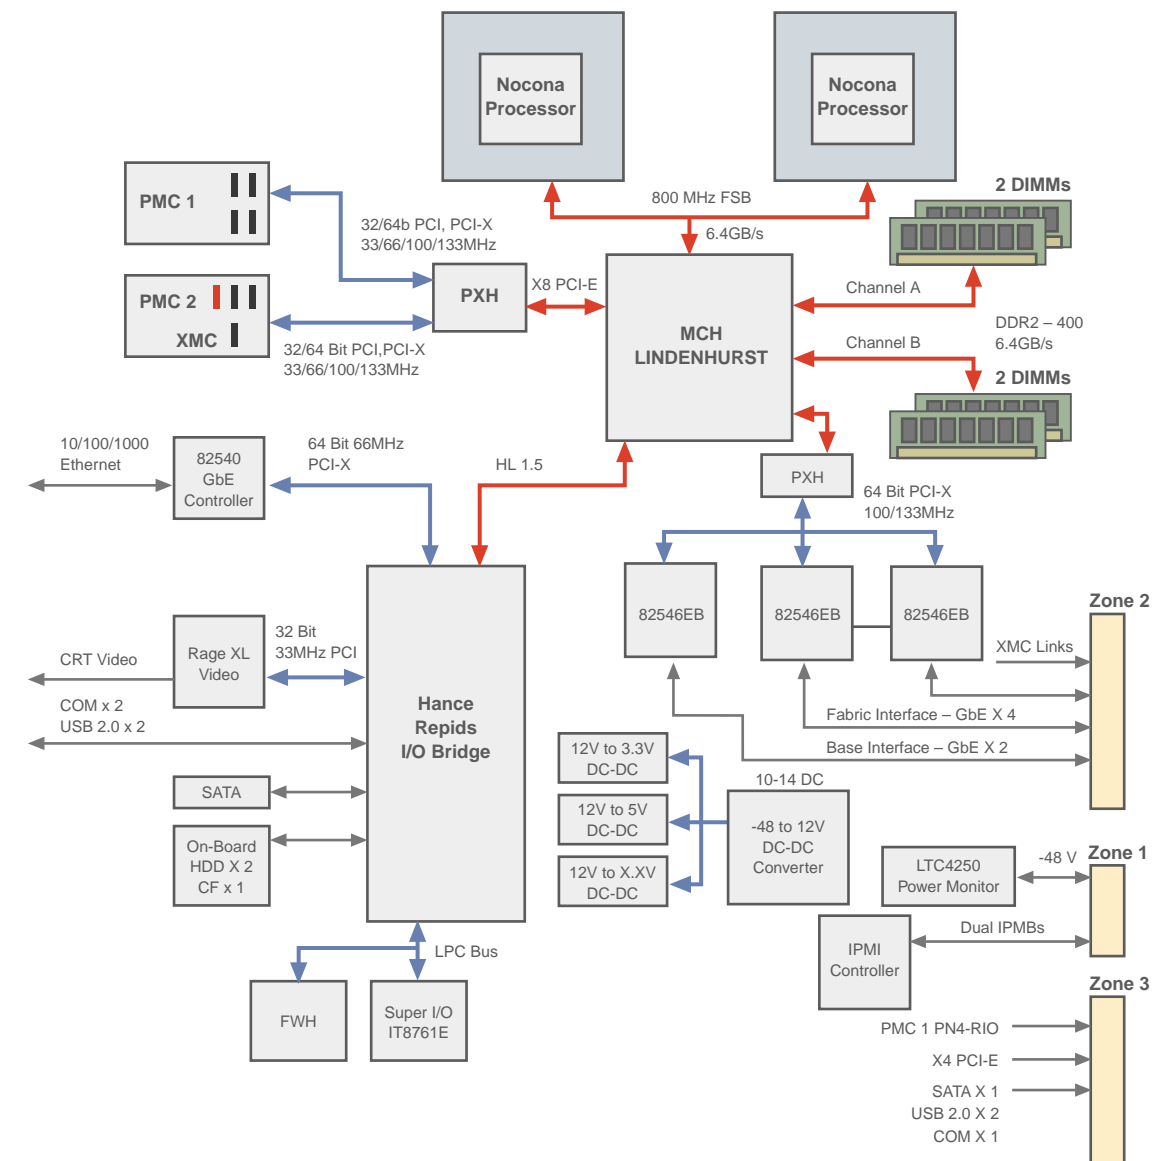 Nocona
Processor
Nocona
Processor
2 DIMMs
PMC 1
800 MHz FSB
6.4GB/s
32/64b PCI, PCI-X
33/66/100/133MHz
PMC 2
XMC
PXH
X8 PCI-E
MCH
LINDENHURST
Channel A
DDR2 – 400
6.4GB/s
Channel B
2 DIMMs
32/64 Bit PCI,PCI-X
33/66/100/133MHz
10/100/1000
Ethernet
82540
GbE
Controller
64 Bit 66MHz
PCI-X
HL 1.5
PXH
64 Bit PCI-X
100/133MHz
82546EB
82546EB
82546EB
Zone 2
XMC Links
Rage XL
Video
32 Bit
33MHz PCI
CRT Video
COM x 2
USB 2.0 x 2
Hance
Repids
I/O Bridge
Fabric Interface – GbE X 4
Base Interface – GbE X 2
12V to 3.3V
DC-DC
10-14 DC
12V to 5V
DC-DC
-48 to 12V
DC-DC
Converter
12V to X.XV
DC-DC
SATA
On-Board
HDD X 2
CF x 1
LTC4250
Power Monitor
-48 V
Zone 1
IPMI
Controller
Dual IPMBs
LPC Bus
FWH
Super I/O
IT8761E
Zone 3
PMC 1 PN4-RIO
X4 PCI-E
SATA X 1
USB 2.0 X 2
COM X 1